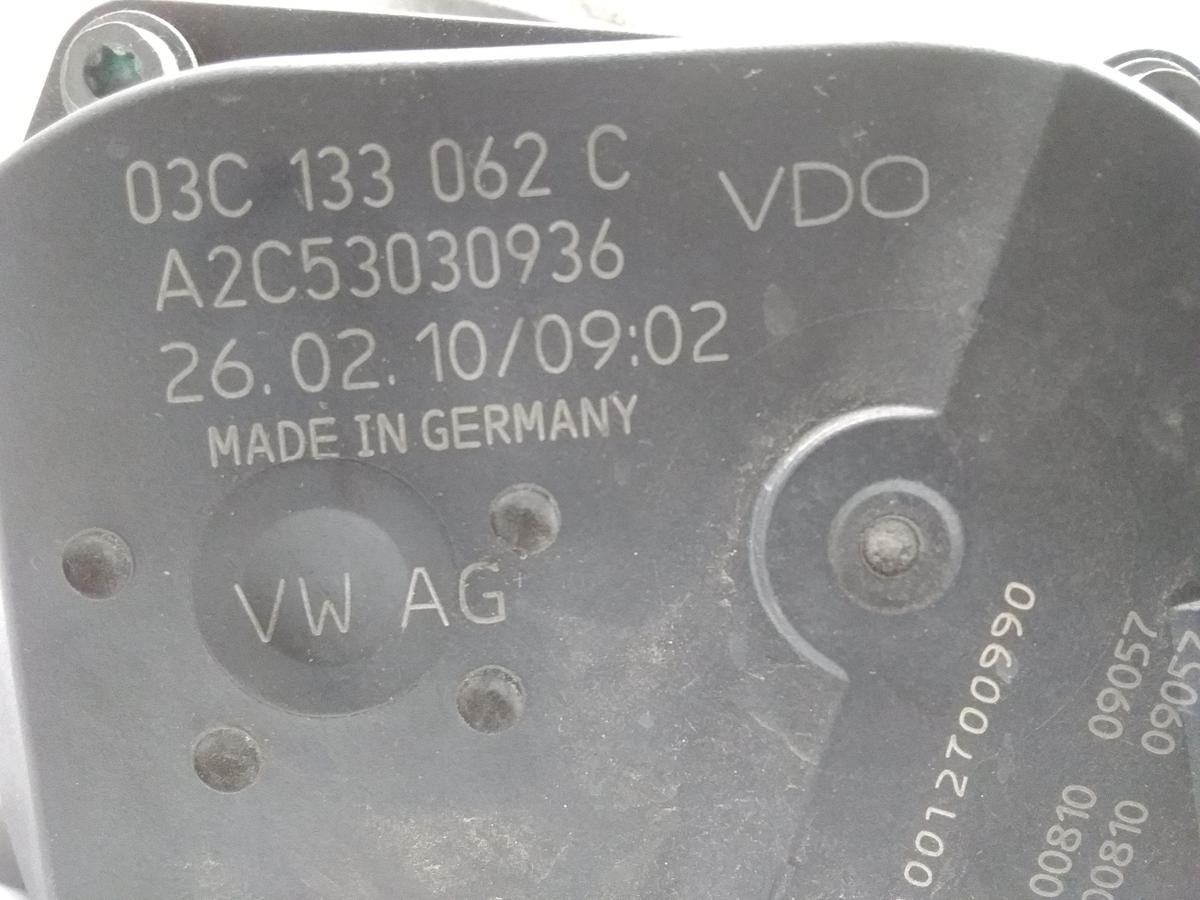 03C 133 062 C
VDO
A2C53030936
26.02.10/09:02
MADE IN GERMANY
VW AG
001270990
00810 09057
00810 09057